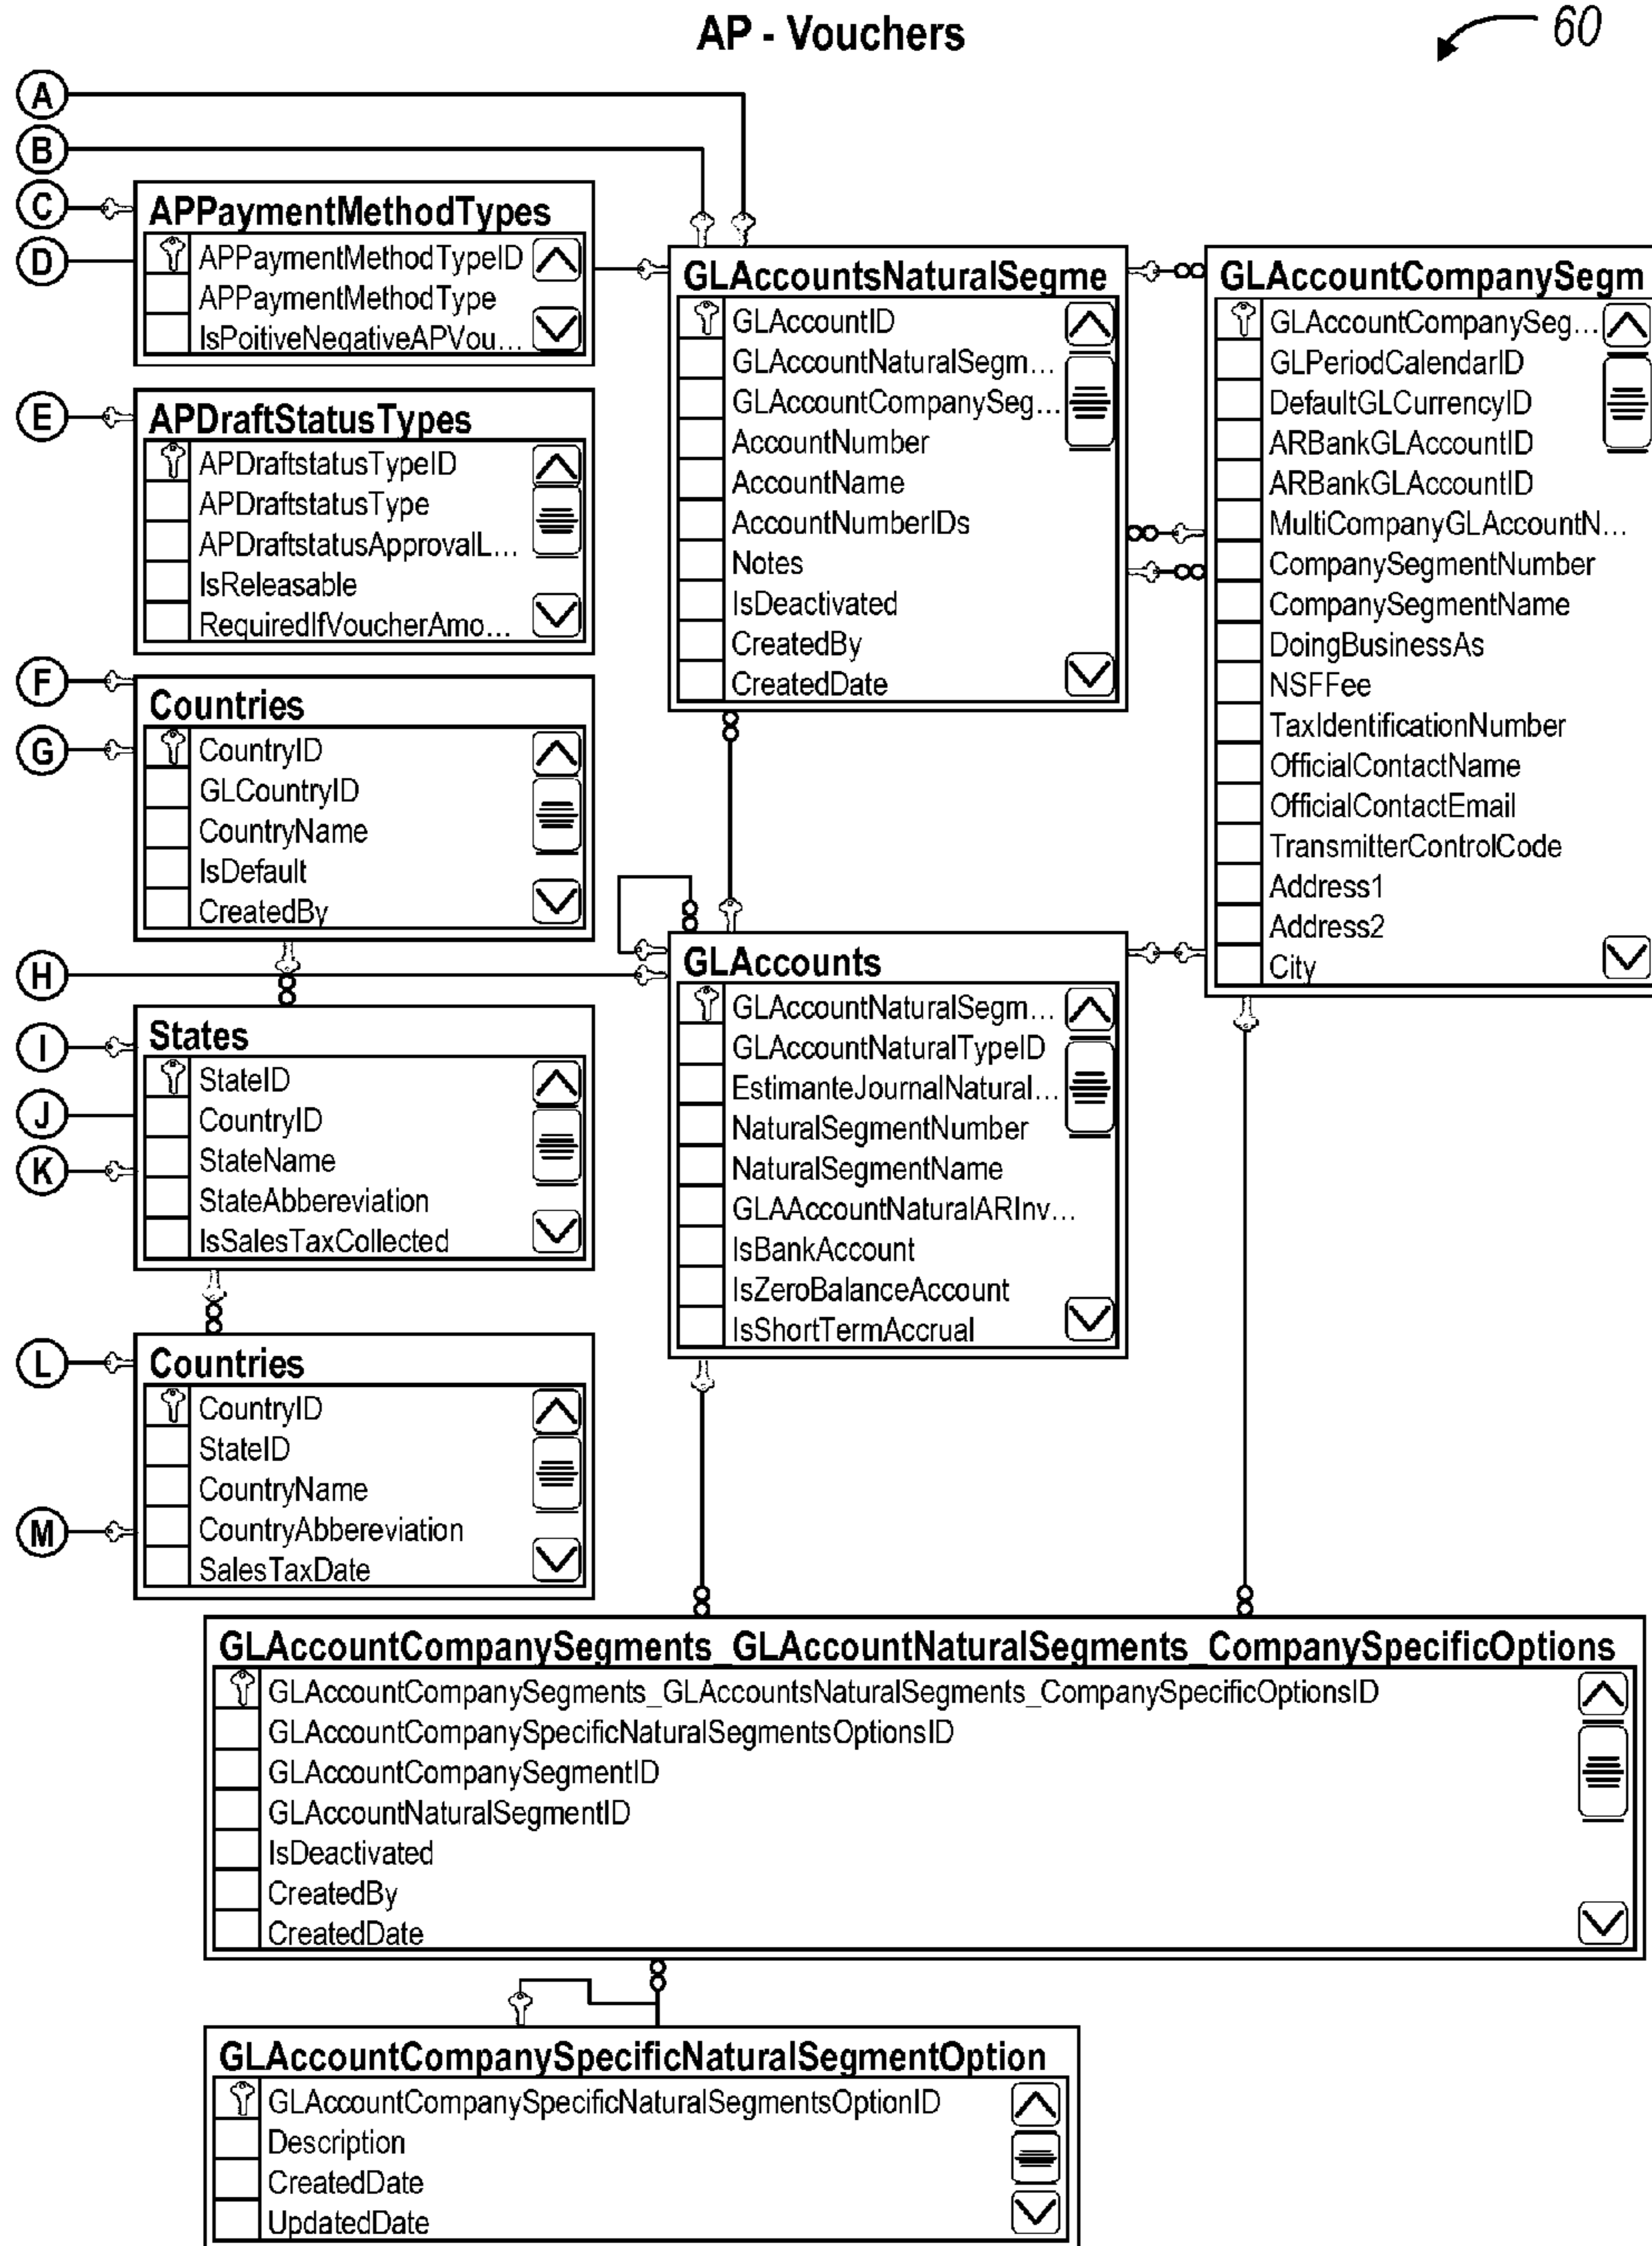 AP - Vouchers
60
A
B
C
D
E
F
G
H
I
J
K
L
M
APPaymentMethodTypes
APPaymentMethodTypeID
APPaymentMethodType
IsPoitiveNegativeAPVou...
APDraftStatusTypes
APDraftstatusTypeID
APDraftstatusType
APDraftstatusApprovalL...
IsReleasable
RequiredIfVoucherAmo...
Countries
CountryID
GLCountryID
CountryName
IsDefault
CreatedBy
States
StateID
CountryID
StateName
StateAbbereviation
IsSalesTaxCollected
Countries
CountryID
StateID
CountryName
CountryAbbereviation
SalesTaxDate
GLAccountsNaturalSegme
GLAccountID
GLAccountNaturalSegm...
GLAccountCompanySeg...
AccountNumber
AccountName
AccountNumberIDs
Notes
IsDeactivated
CreatedBy
CreatedDate
GLAccounts
GLAccountNaturalSegm...
GLAccountNaturalTypeID
EstimanteJournalNatural...
NaturalSegmentNumber
NaturalSegmentName
GLAAccountNaturalARInv...
IsBankAccount
IsZeroBalanceAccount
IsShortTermAccrual
GLAccountCompanySegm
GLAccountCompanySeg...
GLPeriodCalendarID
DefaultGLCurrencyID
ARBankGLAccountID
ARBankGLAccountID
MultiCompanyGLAccountN...
CompanySegmentNumber
CompanySegmentName
DoingBusinessAs
NSFFee
TaxIdentificationNumber
OfficialContactName
OfficialContactEmail
TransmitterControlCode
Address1
Address2
City
GLAccountCompanySegments_GLAccountNaturalSegments_CompanySpecificOptions
GLAccountCompanySegments_GLAccountsNaturalSegments_CompanySpecificOptionsID
GLAccountCompanySpecificNaturalSegmentsOptionsID
GLAccountCompanySegmentID
GLAccountNaturalSegmentID
IsDeactivated
CreatedBy
CreatedDate
GLAccountCompanySpecificNaturalSegmentOption
GLAccountCompanySpecificNaturalSegmentsOptionID
Description
CreatedDate
UpdatedDate